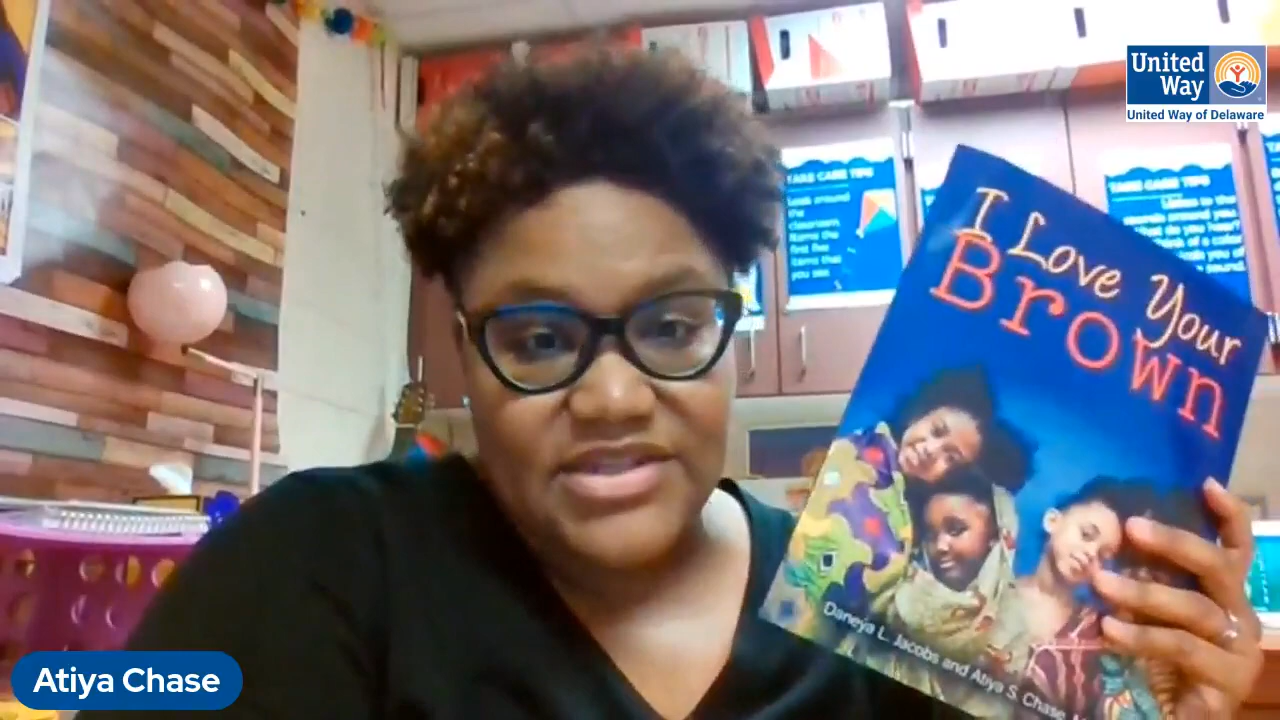 United
Way
United Way of Delaware
TAKE CARE TIPS
Look around
the
classroom.
Name the
first five
items that
you see.
TAKE CARE TIPS
Listen to the
sounds around you.
What do you hear?
Think of a color
you
sound.
I Love Your
Brown
Daneya L. Jacobs and Atiya S. Chase
Atiya Chase